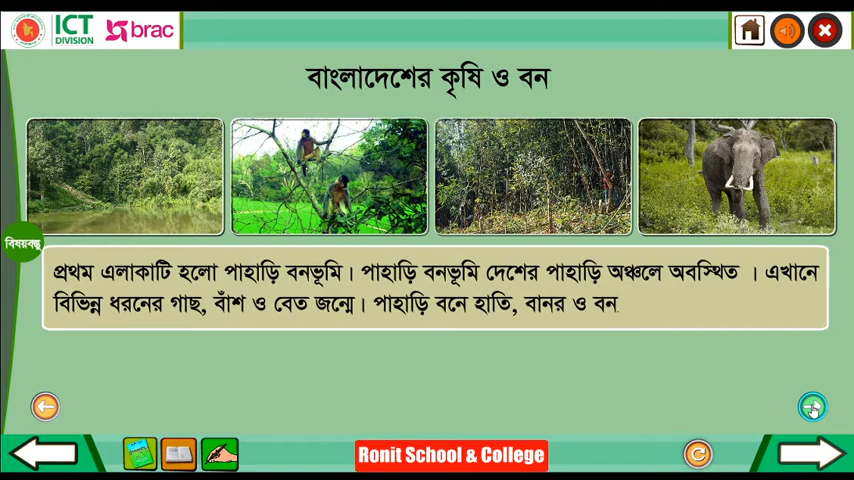 ICT
DIVISION
brac
বাংলাদেশের কৃষি ও বন
বিষয়বস্তু
প্রথম এলাকাটি হলো পাহাড়ি বনভূমি। পাহাড়ি বনভূমি দেশের পাহাড়ি অঞ্চলে অবস্থিত । এখানে
বিভিন্ন ধরনের গাছ, বাঁশ ও বেত জন্মে। পাহাড়ি বনে হাতি, বানর ও বন
Ronit School & College